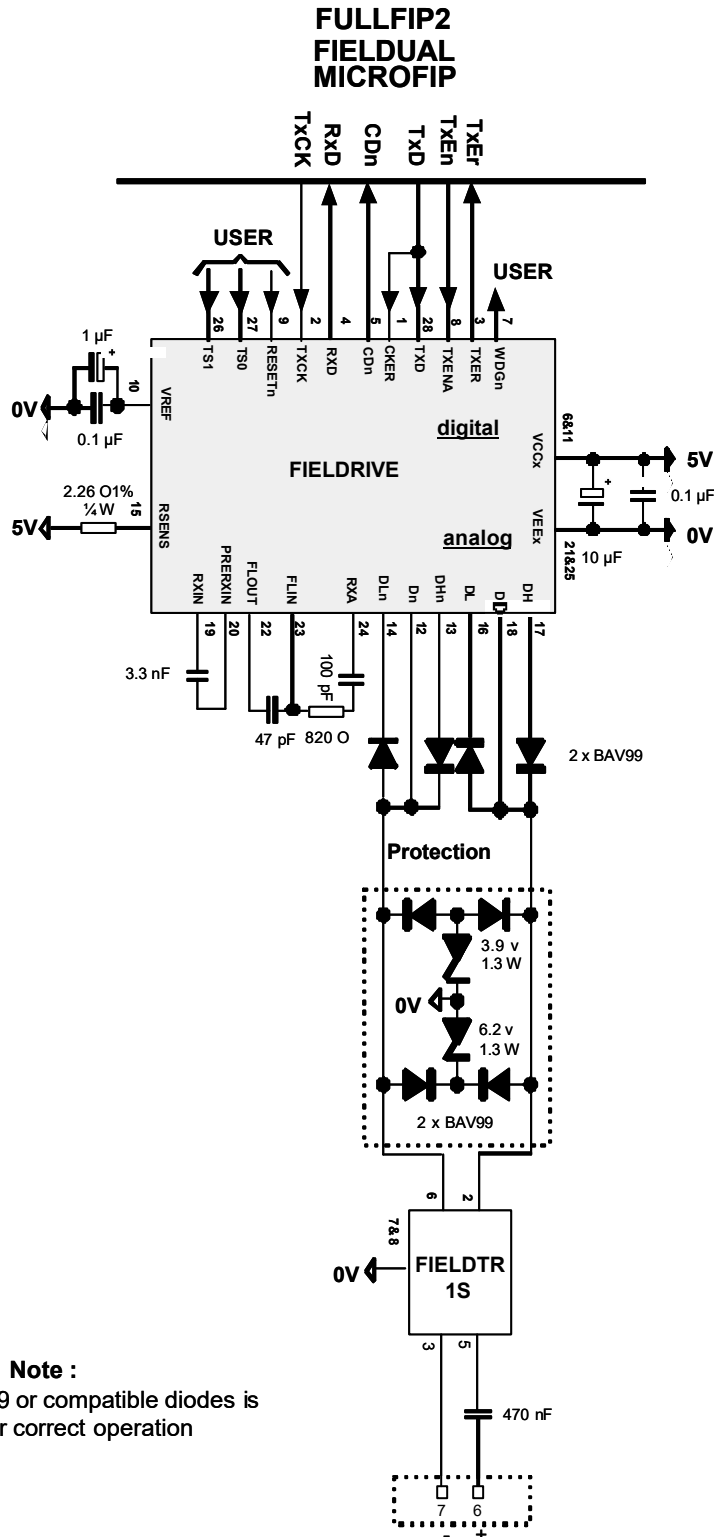 FULLFIP2
FIELDUAL
MICROFIP
TxCK
RxD
CDn
TxD
TxEn
TxEr
USER
USER
26
27
9
2
4
5
1
28
8
3
7
TS1
TS0
RESETn
TXCK
RXD
CDn
CKER
TXD
TXENA
TXER
WDGn
1 µF
+
10
VREF
0V
0.1 µF
digital
6&11
VCCx
5V
FIELDRIVE
+
0.1 µF
2.26 O1%
¼ W
15
RSENS
5V
analog
VEEx
0V
21&25
10 µF
RXIN
PRERXIN
FLOUT
FLIN
RXA
DLn
Dn
DHn
DL
D
DH
19
20
22
23
24
14
12
13
16
18
17
3.3 nF
100
pF
47 pF
820 O
2 x BAV99
Protection
3.9 v
1.3 W
0V
6.2 v
1.3 W
2 x BAV99
6
2
7&8
0V
FIELDTR
1S
3
5
Note :
9 or compatible diodes is
r correct operation
470 nF
7
6
-
+